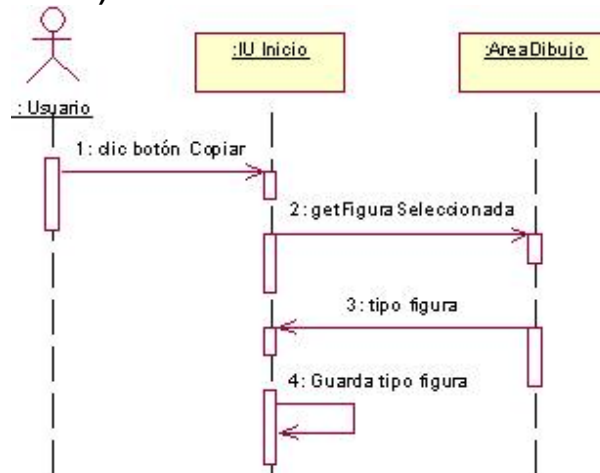 )
:IU Inicio
:AreaDibujo
: Usuario
1: clic botón Copiar
2: getFiguraSeleccionada
3: tipo figura
4: Guarda tipo figura